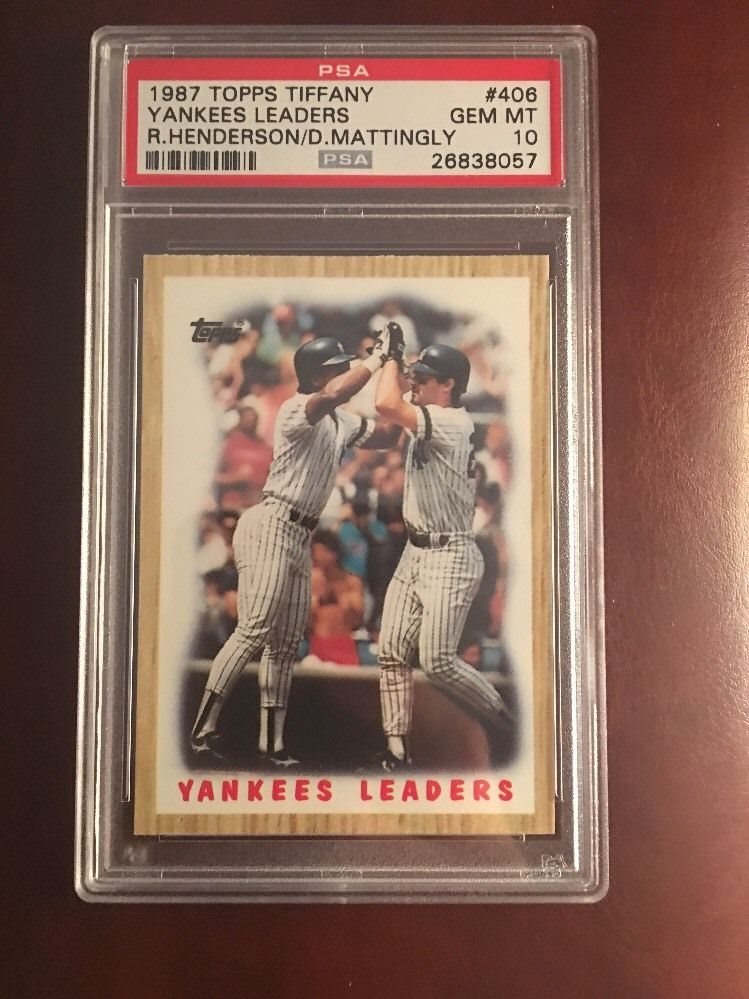 PSA
1987 TOPPS TIFFANY #406
YANKEES LEADERS GEM MT
R.HENDERSON/D.MATTINGLY 10
PSA 26838057
Topps®
YANKEES LEADERS